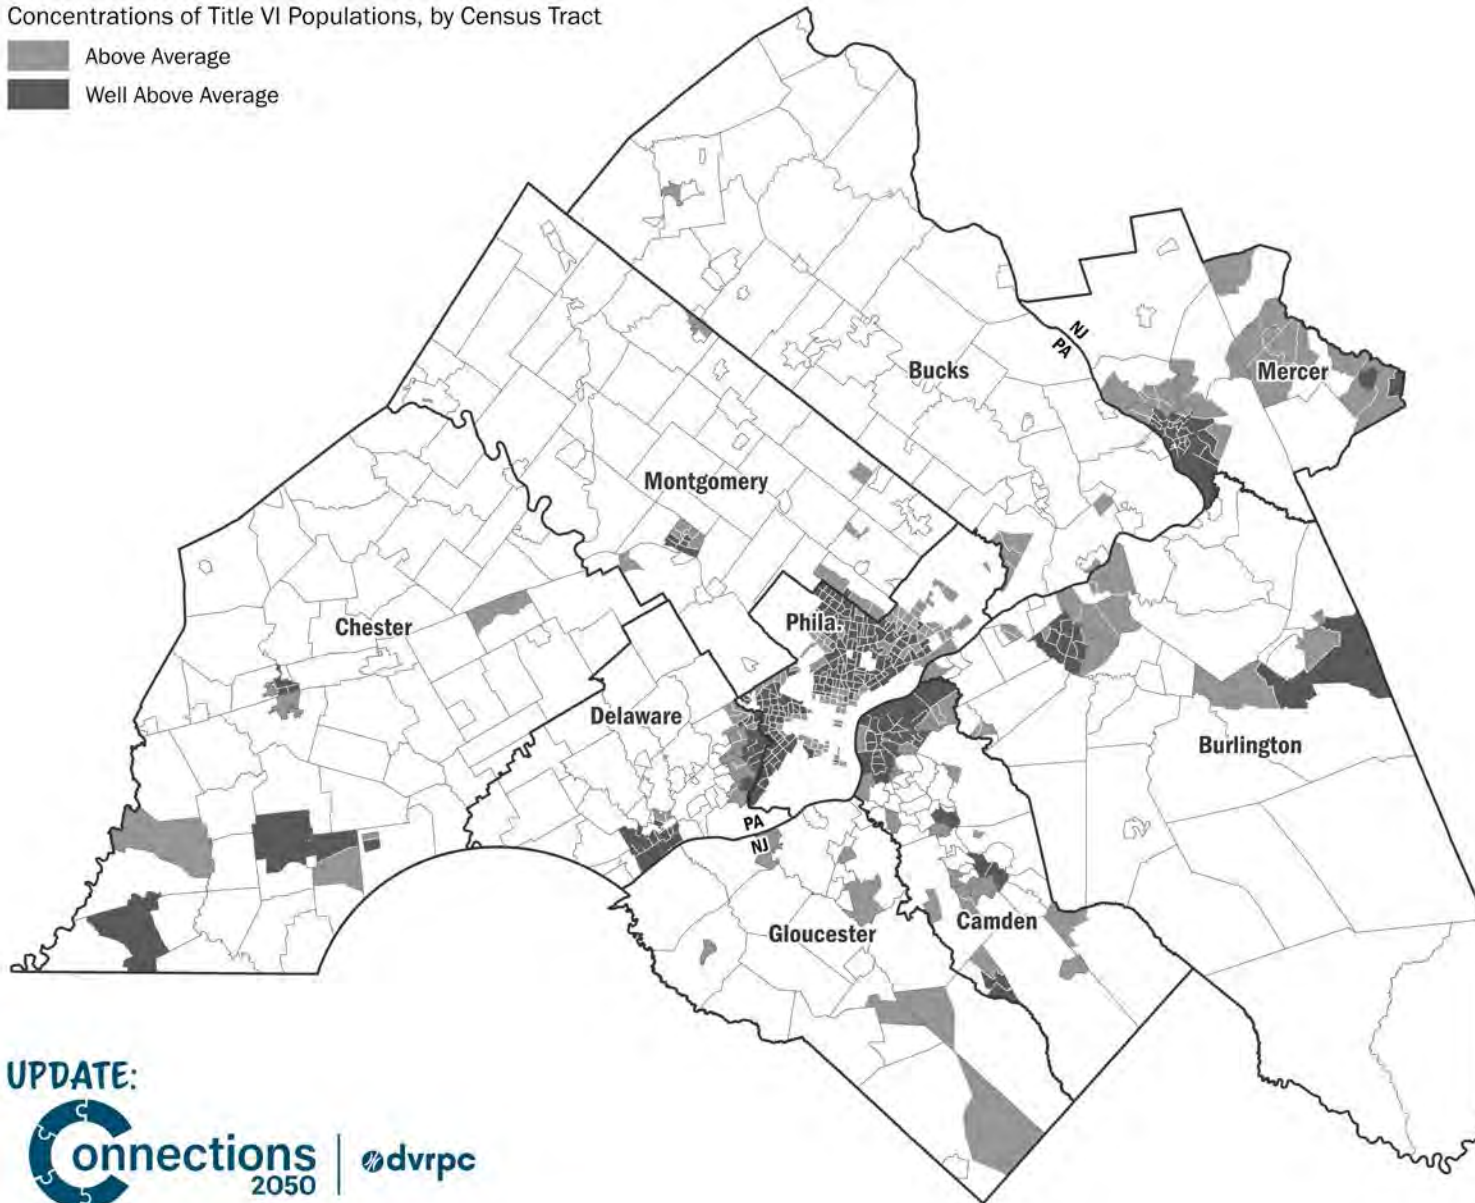 Concentrations of Title VI Populations, by Census Tract
Above Average
Well Above Average
NJ
PA
Bucks
Mercer
Montgomery
Phila.
Chester
Delaware
Burlington
PA
NJ
Camden
Gloucester
UPDATE:
Connections
2050
dvrpc